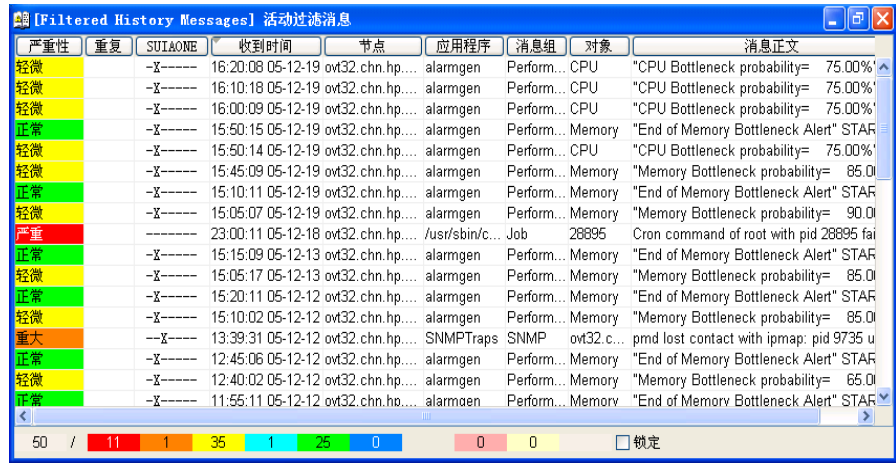 [Filtered History Messages] 活动过滤消息
严重性 重复 SUIAONE 收到时间 节点 应用程序 消息组 对象 消息正文
轻微 -X----- 16:20:08 05-12-19 ovt32.chn.hp.... alarmgen Perform... CPU "CPU Bottleneck probability= 75.00%"
轻微 -X----- 16:10:18 05-12-19 ovt32.chn.hp.... alarmgen Perform... CPU "CPU Bottleneck probability= 75.00%"
轻微 -X----- 16:00:09 05-12-19 ovt32.chn.hp.... alarmgen Perform... CPU "CPU Bottleneck probability= 75.00%"
正常 -X----- 15:50:15 05-12-19 ovt32.chn.hp.... alarmgen Perform... Memory "End of Memory Bottleneck Alert" STAR
轻微 -X----- 15:50:14 05-12-19 ovt32.chn.hp.... alarmgen Perform... CPU "CPU Bottleneck probability= 75.00%"
轻微 -X----- 15:45:09 05-12-19 ovt32.chn.hp.... alarmgen Perform... Memory "Memory Bottleneck probability= 85.0
正常 -X----- 15:10:11 05-12-19 ovt32.chn.hp.... alarmgen Perform... Memory "End of Memory Bottleneck Alert" STAR
轻微 -X----- 15:05:07 05-12-19 ovt32.chn.hp.... alarmgen Perform... Memory "Memory Bottleneck probability= 90.0
严重 ------- 23:00:11 05-12-18 ovt32.chn.hp.... /usr/sbin/c... Job 28895 Cron command of root with pid 28895 fai
正常 -X----- 15:15:09 05-12-13 ovt32.chn.hp.... alarmgen Perform... Memory "End of Memory Bottleneck Alert" STAR
轻微 -X----- 15:05:17 05-12-13 ovt32.chn.hp.... alarmgen Perform... Memory "Memory Bottleneck probability= 85.0
正常 -X----- 15:20:11 05-12-12 ovt32.chn.hp.... alarmgen Perform... Memory "End of Memory Bottleneck Alert" STAR
轻微 -X----- 15:10:02 05-12-12 ovt32.chn.hp.... alarmgen Perform... Memory "Memory Bottleneck probability= 85.0
重大 --X---- 13:39:31 05-12-12 ovt32.chn.hp.... SNMPTraps SNMP ovt32.c... pmd lost contact with ipmap: pid 9735 u
正常 -X----- 12:45:06 05-12-12 ovt32.chn.hp.... alarmgen Perform... Memory "End of Memory Bottleneck Alert" STAR
轻微 -X----- 12:40:02 05-12-12 ovt32.chn.hp.... alarmgen Perform... Memory "Memory Bottleneck probability= 65.0
正常 -X----- 11:55:11 05-12-12 ovt32.chn.hp.... alarmgen Perform... Memory "End of Memory Bottleneck Alert" STAR
50 / 11 1 35 1 25 0 0 0 锁定